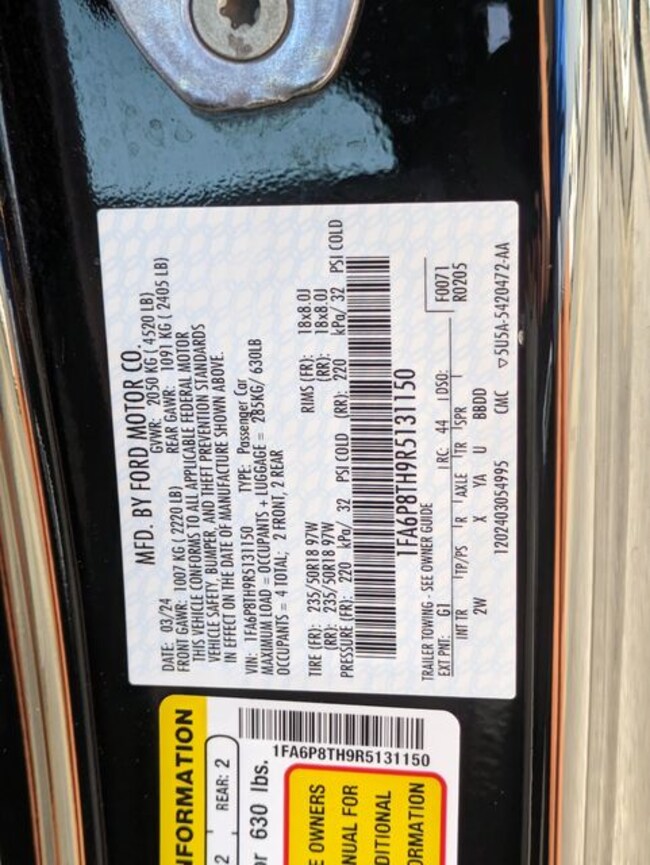 MFD. BY FORD MOTOR CO.
DATE: 03/24 GVWR: 2050 KG ( 4520 LB)
FRONT GAWR: 1007 KG ( 2220 LB) REAR GAWR: 1091 KG ( 2405 LB)
THIS VEHICLE CONFORMS TO ALL APPLICABLE FEDERAL MOTOR
VEHICLE SAFETY, BUMPER, AND THEFT PREVENTION STANDARDS
IN EFFECT ON THE DATE OF MANUFACTURE SHOWN ABOVE.
VIN: 1FA6P8TH9R5131150 TYPE: Passenger Car
MAXIMUM LOAD = OCCUPANTS + LUGGAGE = 285KG/ 630LB
OCCUPANTS = 4 TOTAL; 2 FRONT, 2 REAR
TIRE (FR): 235/50R18 97W RIMS (FR): 18x8.0J
(RR): 235/50R18 97W (RR): 18x8.0J
PRESSURE (FR): 220 kPa/ 32 PSI COLD (RR): 220 kPa/ 32 PSI COLD
1FA6P8TH9R5131150
TRAILER TOWING - SEE OWNER GUIDE
F0071
EXT PNT: G1 RC: 44 DSO: R0205
INT TR TP/PS R AXLE TR SPR
2W X YA U BBDD
1202403054995 CMC ▽5U5A-5420472-AA
NFORMATION
2 REAR: 2
or 630 lbs.
1FA6P8TH9R5131150
E OWNERS
NUAL FOR
DITIONAL
ORMATION